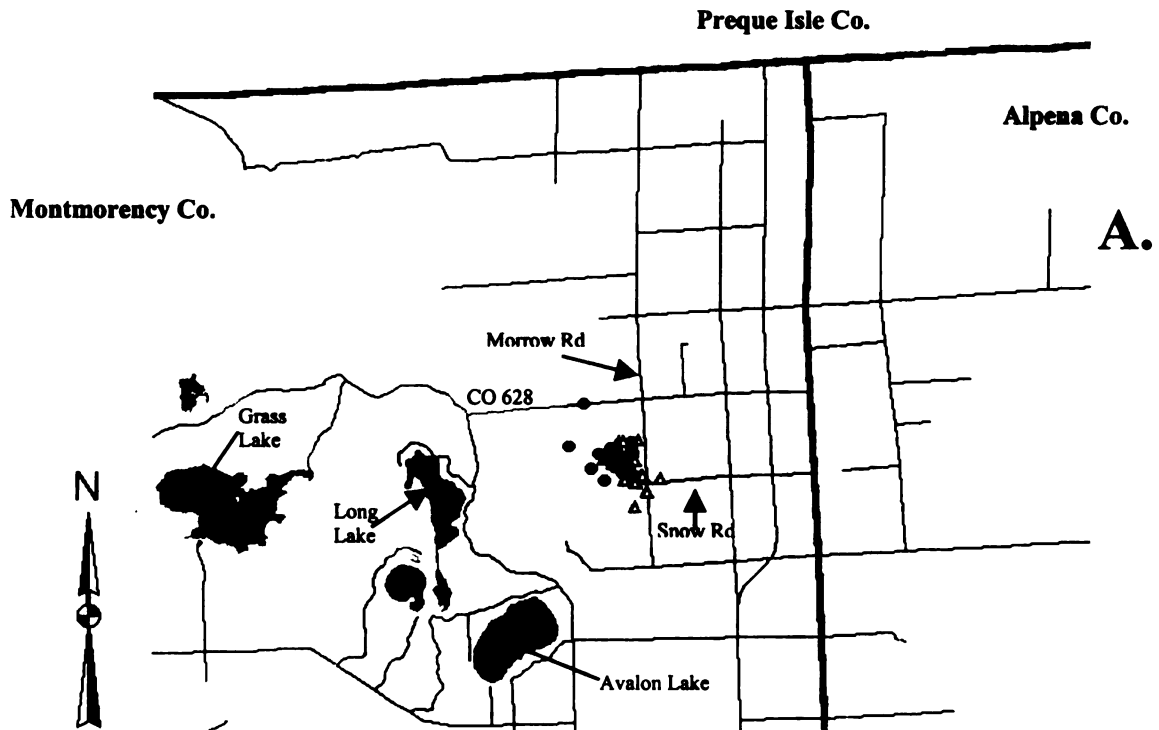 Preque Isle Co.
Alpena Co.
Montmorency Co.
A.
Morrow Rd
CO 628
Grass
Lake
N
Long
Lake
Snow Rd
Avalon Lake